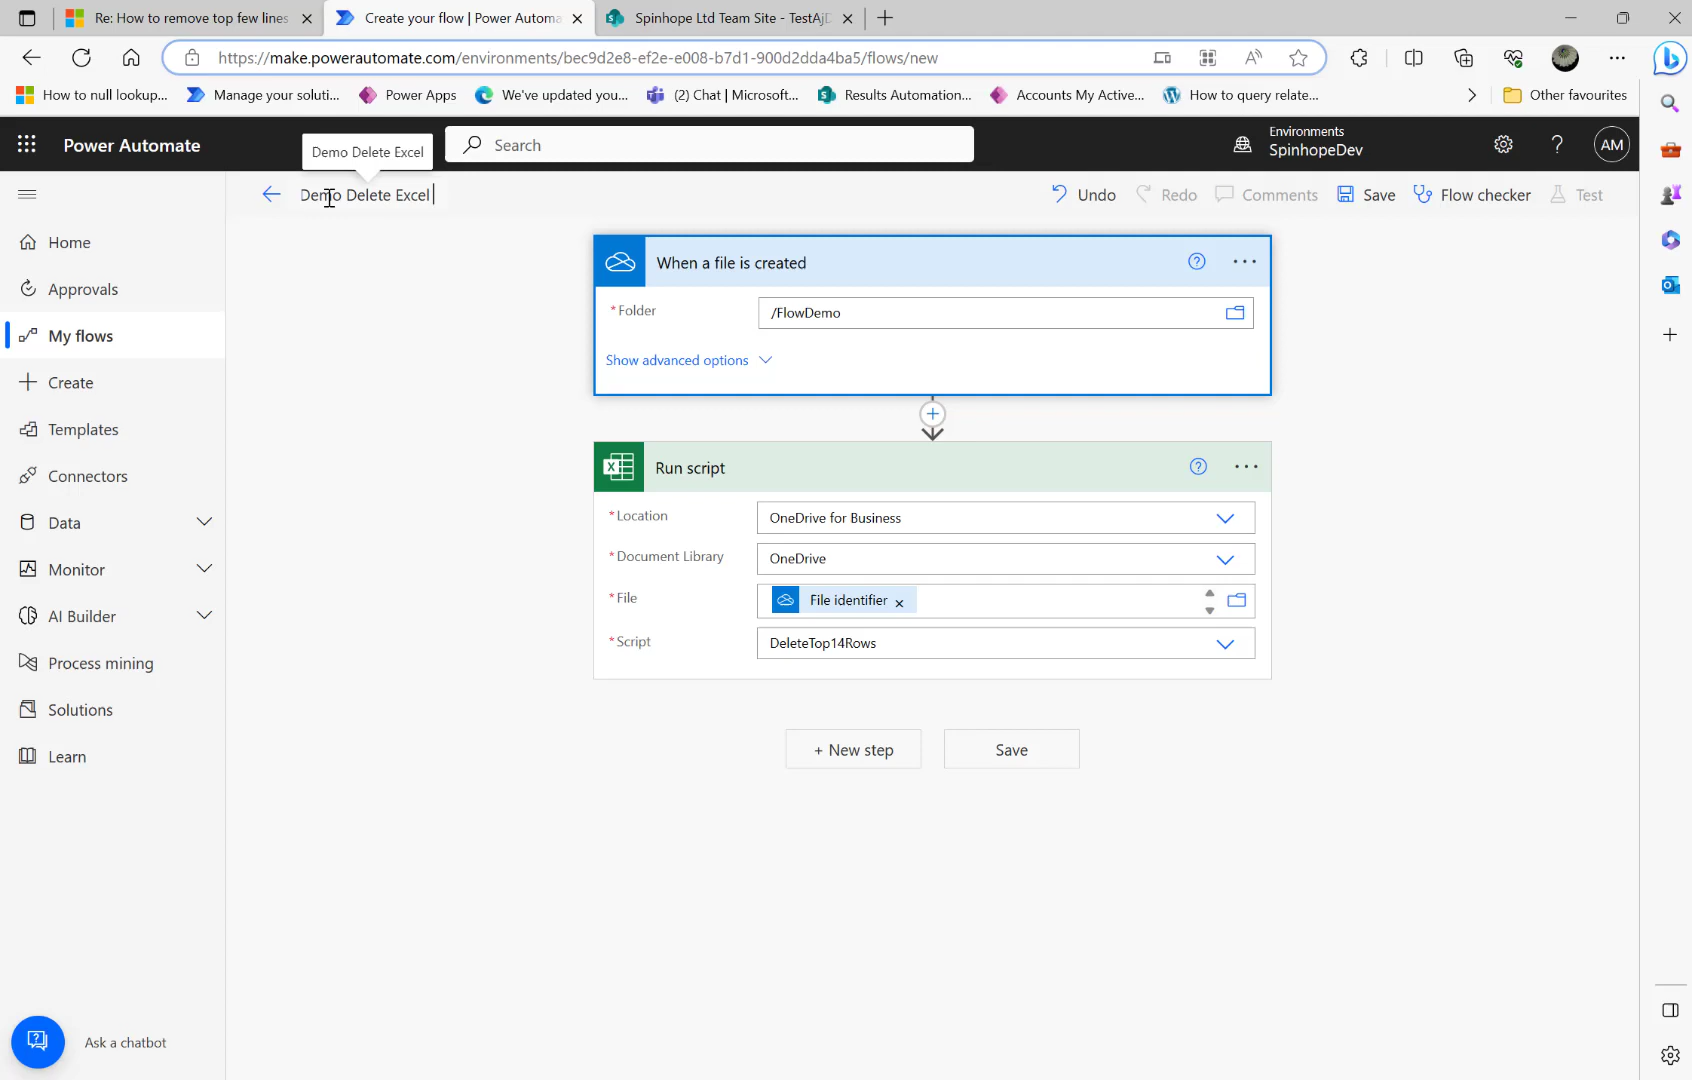 Re: How to remove top few lines
Create your flow | Power Automa
Spinhope Ltd Team Site - TestAjD
https://make.powerautomate.com/environments/bec9d2e8-ef2e-e008-b7d1-900d2dda4ba5/flows/new
How to null lookup...
Manage your soluti...
Power Apps
We've updated you...
(2) Chat | Microsoft...
Results Automation...
Accounts My Active...
How to query relate...
Other favourites
Power Automate
Demo Delete Excel
Search
Environments
SpinhopeDev
AM
Demo Delete Excel
Undo
Redo
Comments
Save
Flow checker
Test
Home
Approvals
My flows
Create
Templates
Connectors
Data
Monitor
AI Builder
Process mining
Solutions
Learn
Ask a chatbot
When a file is created
*Folder
/FlowDemo
Show advanced options
Run script
*Location
OneDrive for Business
*Document Library
OneDrive
*File
File identifier
*Script
DeleteTop14Rows
+ New step
Save